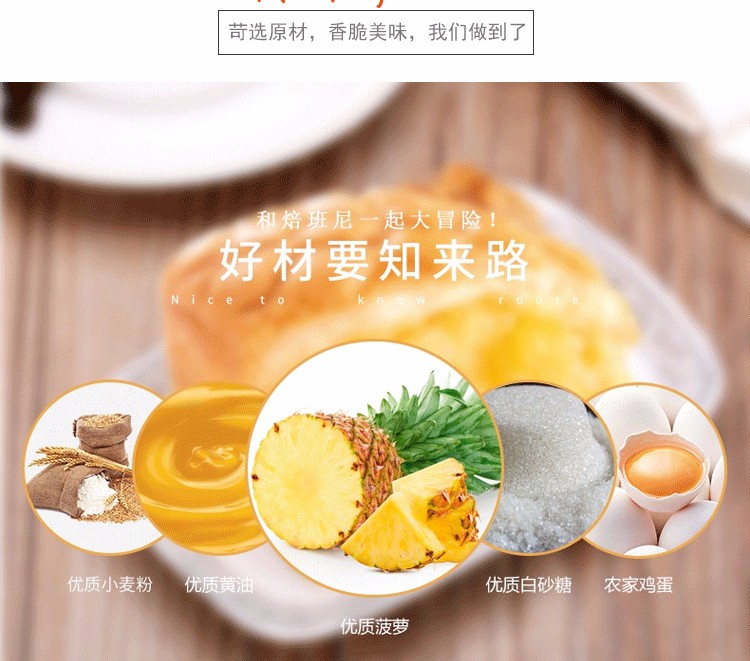 苛选原材，香脆美味，我们做到了
和焙班尼一起大冒险！
好材要知来路
Nice to know route
优质小麦粉
优质黄油
优质菠萝
优质白砂糖
农家鸡蛋